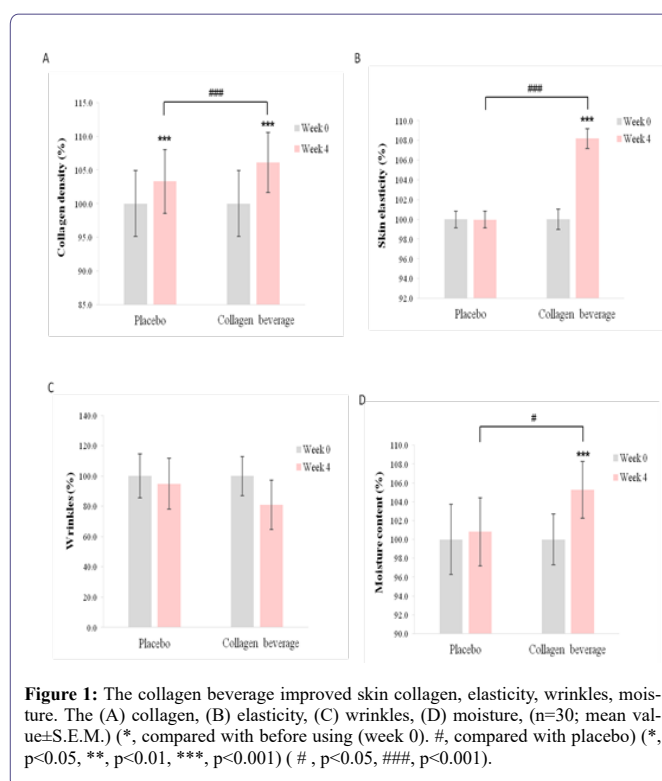 A
###
***
***
Week 0
Week 4
Collagen density (%)
115.0
110.0
105.0
100.0
95.0
90.0
85.0
Placebo
Collagen beverage
B
###
***
Week 0
Week 4
Skin elasticity (%)
110.0
108.0
106.0
104.0
102.0
100.0
98.0
96.0
94.0
92.0
Placebo
Collagen beverage
C
Week 0
Week 4
Wrinkles (%)
140.0
120.0
100.0
80.0
60.0
40.0
20.0
0.0
Placebo
Collagen beverage
D
#
***
Week 0
Week 4
Moisture content (%)
110.0
108.0
106.0
104.0
102.0
100.0
98.0
96.0
94.0
92.0
90.0
Placebo
Collagen beverage
Figure 1: The collagen beverage improved skin collagen, elasticity, wrinkles, mois-
ture. The (A) collagen, (B) elasticity, (C) wrinkles, (D) moisture, (n=30; mean val-
ue±S.E.M.) (*, compared with before using (week 0). #, compared with placebo) (*,
p<0.05, **, p<0.01, ***, p<0.001) ( # , p<0.05, ###, p<0.001).